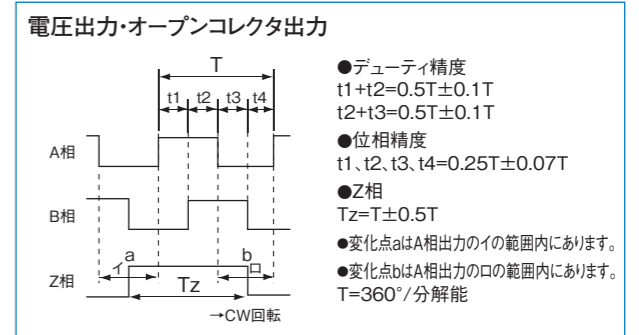 電圧出力・オープンコレクタ出力
T
t1 t2 t3 t4
A相
B相
a
b
イ
ロ
Z相
Tz
→CW回転
●デューティ精度
t1+t2=0.5T±0.1T
t2+t3=0.5T±0.1T
●位相精度
t1、t2、t3、t4=0.25T±0.07T
●Z相
Tz=T±0.5T
●変化点aはA相出力のイの範囲内にあります。
●変化点bはA相出力のロの範囲内にあります。
T=360°/分解能